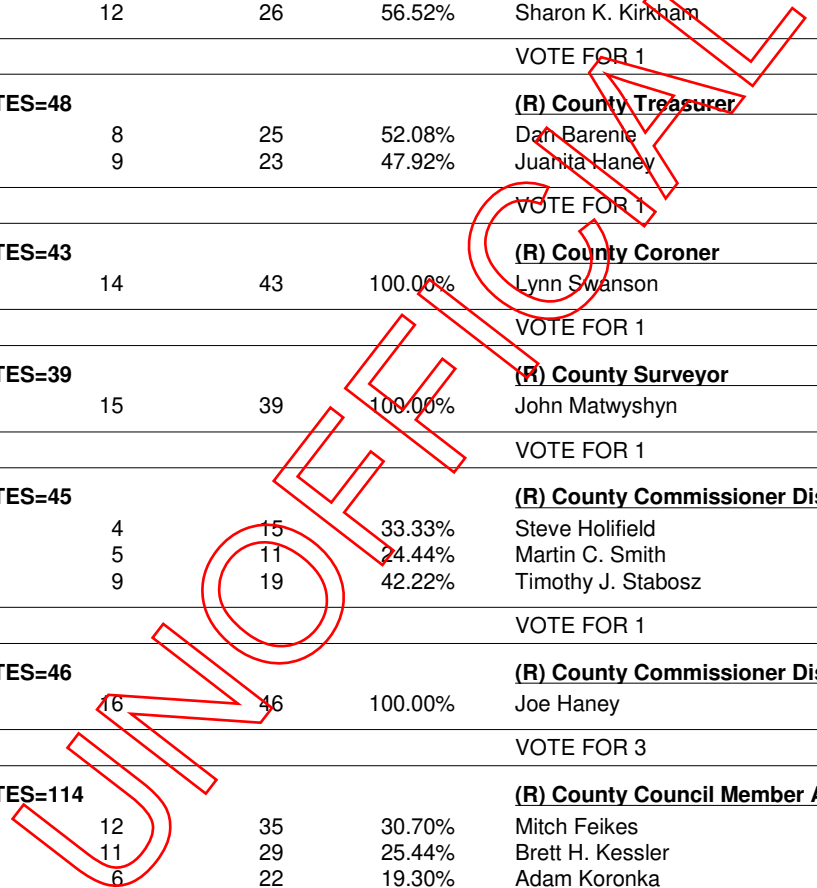 12 26 56.52% Sharon K. Kirkham
VOTE FOR 1
TES=48 (R) County Treasurer
8 25 52.08% Dan Barenie
9 23 47.92% Juanita Haney
VOTE FOR 1
TES=43 (R) County Coroner
14 43 100.00% Lynn Swanson
VOTE FOR 1
TES=39 (R) County Surveyor
15 39 100.00% John Matwyshyn
VOTE FOR 1
TES=45 (R) County Commissioner Dis
4 15 33.33% Steve Holifield
5 11 24.44% Martin C. Smith
9 19 42.22% Timothy J. Stabosz
VOTE FOR 1
TES=46 (R) County Commissioner Dis
16 46 100.00% Joe Haney
VOTE FOR 3
TES=114 (R) County Council Member A
12 35 30.70% Mitch Feikes
11 29 25.44% Brett H. Kessler
6 22 19.30% Adam Koronka
UNOFFICIAL